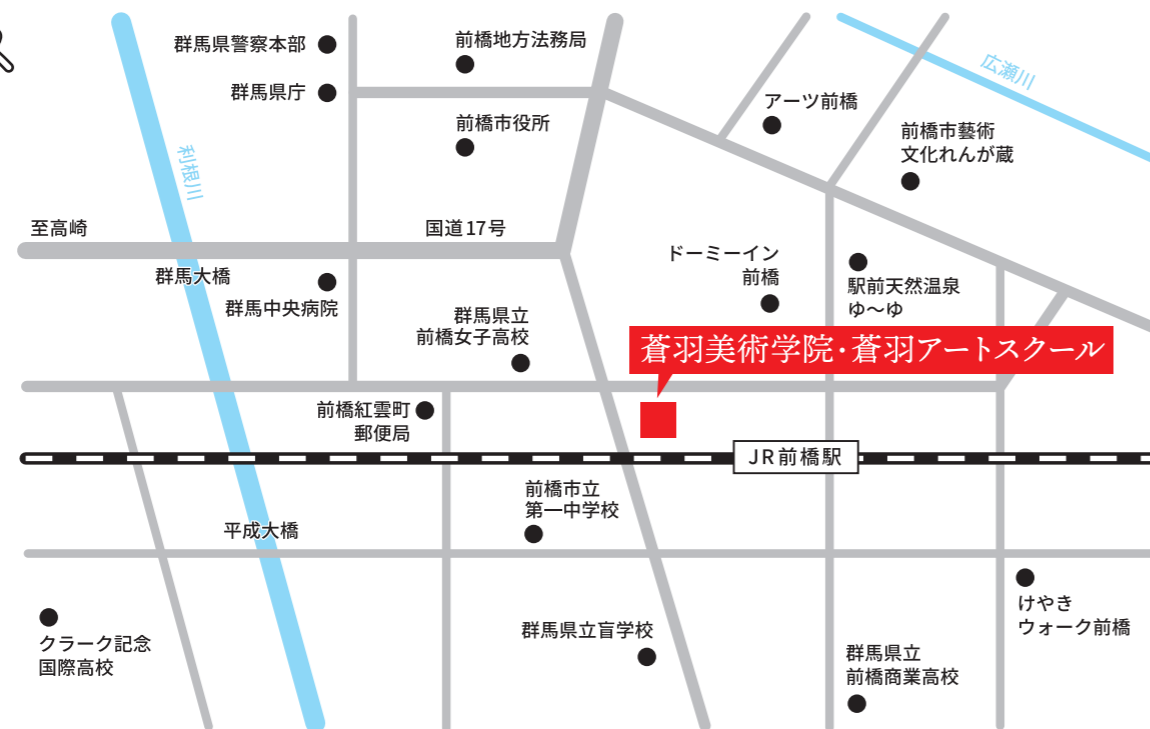 群馬県警察本部
群馬県庁
前橋地方法務局
前橋市役所
アーツ前橋
広瀬川
前橋市藝術
文化れんが蔵
利根川
至高崎
国道17号
群馬大橋
群馬中央病院
ドーミーイン
前橋
駅前天然温泉
ゆ〜ゆ
群馬県立
前橋女子高校
蒼羽美術学院・蒼羽アートスクール
前橋紅雲町
郵便局
JR前橋駅
前橋市立
第一中学校
平成大橋
クラーク記念
国際高校
群馬県立盲学校
群馬県立
前橋商業高校
けやき
ウォーク前橋